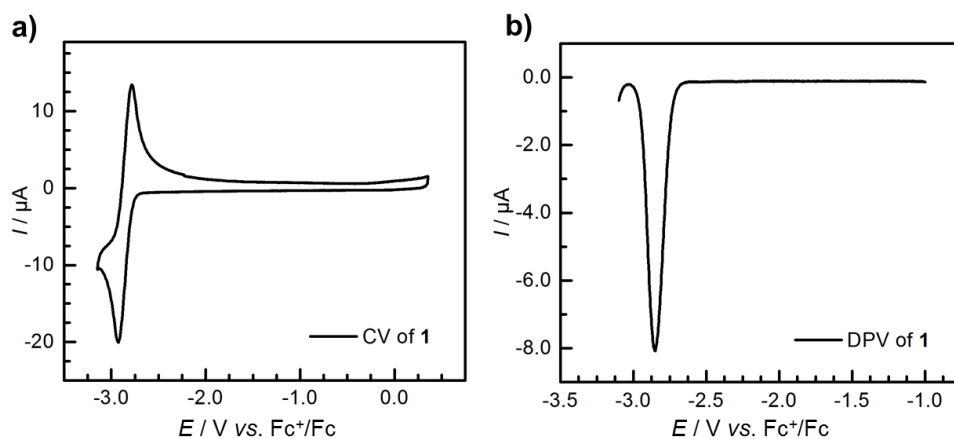 a)
I / µA
10
0
-10
-20
CV of 1
-3.0 -2.0 -1.0 0.0
E / V vs. Fc⁺/Fc
b)
I / µA
0.0
-2.0
-4.0
-6.0
-8.0
DPV of 1
-3.5 -3.0 -2.5 -2.0 -1.5 -1.0
E / V vs. Fc⁺/Fc